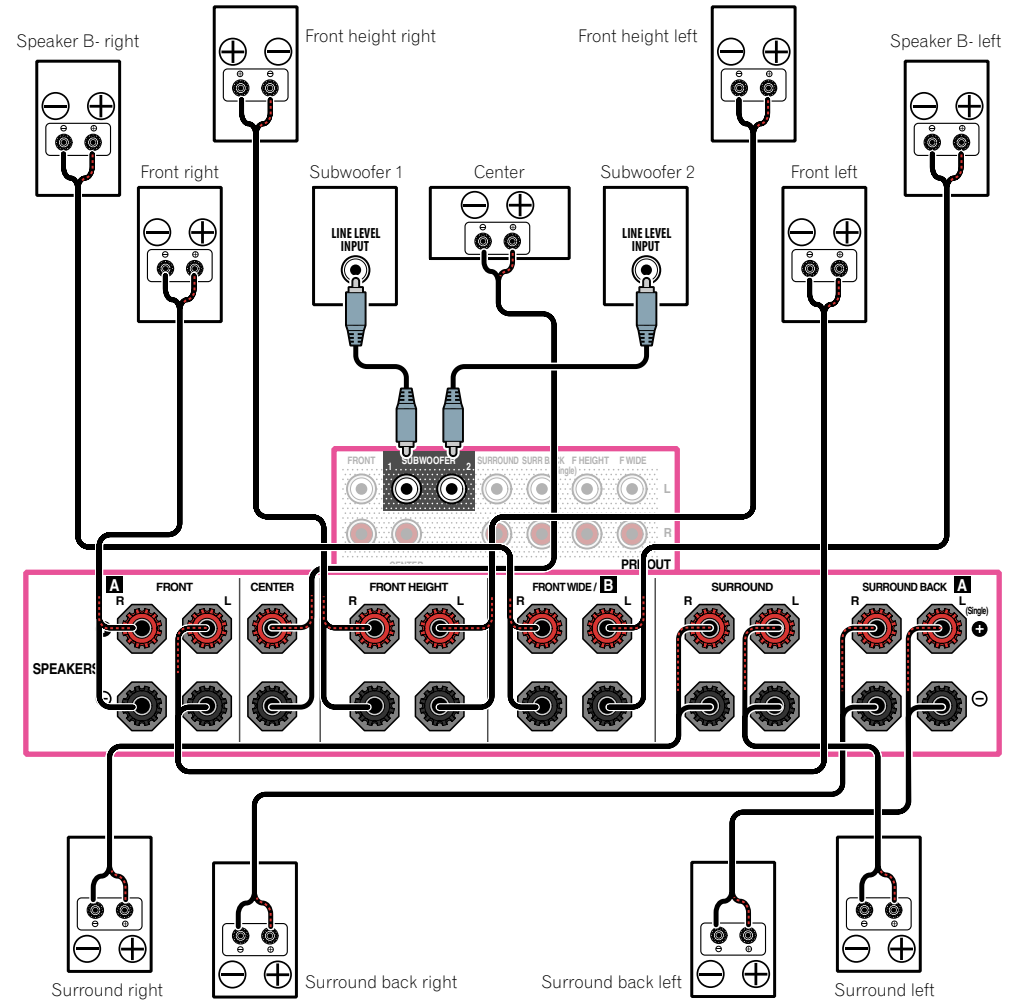 Speaker B- right
Front height right
Front height left
Speaker B- left
Front right
Subwoofer 1
Center
Subwoofer 2
Front left
LINE LEVEL
INPUT
LINE LEVEL
INPUT
FRONT
SUBWOOFER
1
2
SURROUND
F HEIGHT
F WIDE
L
R
A
FRONT
CENTER
FRONT HEIGHT
FRONT WIDE / B
SURROUND
SURROUND BACK A
R
L
R
L
R
L
R
L
R
L
(Single)
SPEAKERS
Surround right
Surround back right
Surround back left
Surround left